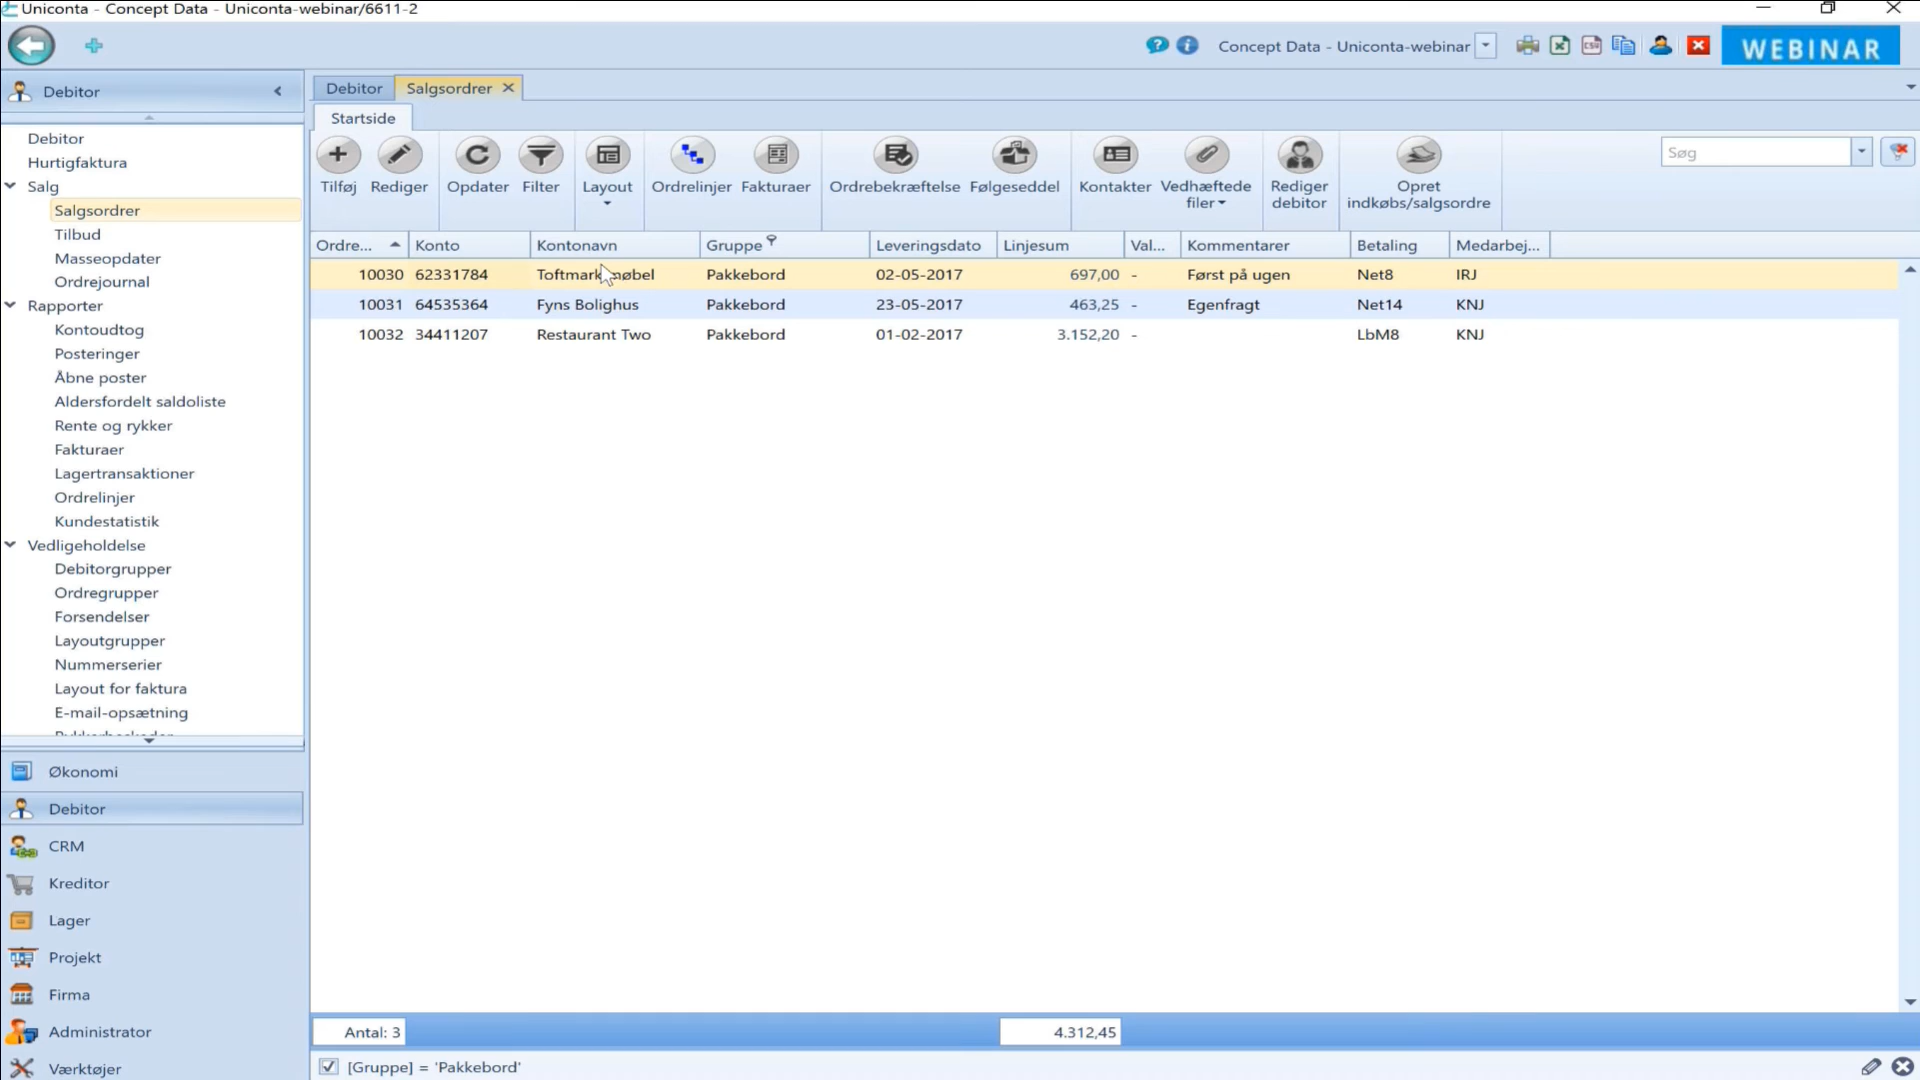 Uniconta - Concept Data - Uniconta-webinar/6611-2
Concept Data - Uniconta-webinar
WEBINAR
Debitor
Debitor
Salgsordrer
Startside
Tilføj
Rediger
Opdater
Filter
Layout
Ordrelinjer
Fakturaer
Ordrebekræftelse
Følgeseddel
Kontakter
Vedhæftede
filer
Rediger
debitor
Opret
indkøbs/salgsordre
Søg
Debitor
Hurtigfaktura
Salg
Salgsordrer
Tilbud
Masseopdater
Ordrejournal
Rapporter
Kontoudtog
Posteringer
Åbne poster
Aldersfordelt saldoliste
Rente og rykker
Fakturaer
Lagertransaktioner
Ordrelinjer
Kundestatistik
Vedligeholdelse
Debitorgrupper
Ordregrupper
Forsendelser
Layoutgrupper
Nummerserier
Layout for faktura
E-mail-opsætning
Økonomi
Debitor
CRM
Kreditor
Lager
Projekt
Firma
Administrator
Værktøjer
Ordre... Konto Kontonavn Gruppe Leveringsdato Linjesum Val... Kommentarer Betaling Medarbej...
10030 62331784 Toftmark møbel Pakkebord 02-05-2017 697,00 - Først på ugen Net8 IRJ
10031 64535364 Fyns Bolighus Pakkebord 23-05-2017 463,25 - Egenfragt Net14 KNJ
10032 34411207 Restaurant Two Pakkebord 01-02-2017 3.152,20 - LbM8 KNJ
Antal: 3 4.312,45
[Gruppe] = 'Pakkebord'